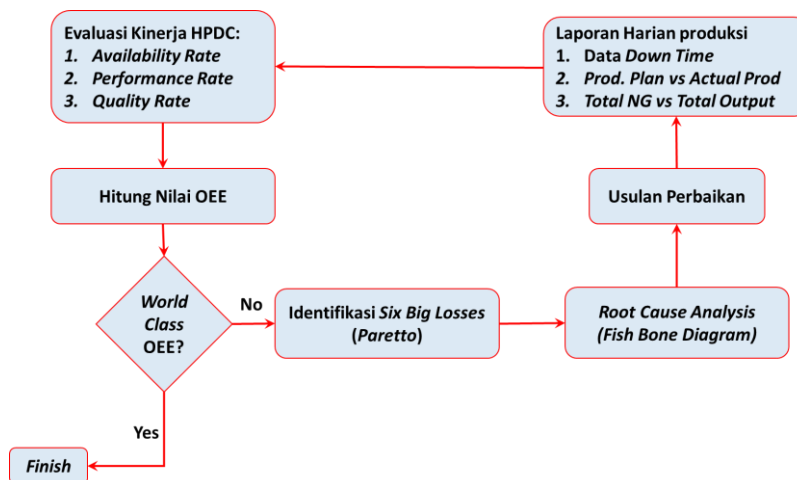 Evaluasi Kinerja HPDC:
1. Availability Rate
2. Performance Rate
3. Quality Rate
Laporan Harian produksi
1. Data Down Time
2. Prod. Plan vs Actual Prod
3. Total NG vs Total Output
Hitung Nilai OEE
Usulan Perbaikan
World
Class
OEE?
No
Identifikasi Six Big Losses
(Paretto)
Root Cause Analysis
(Fish Bone Diagram)
Yes
Finish